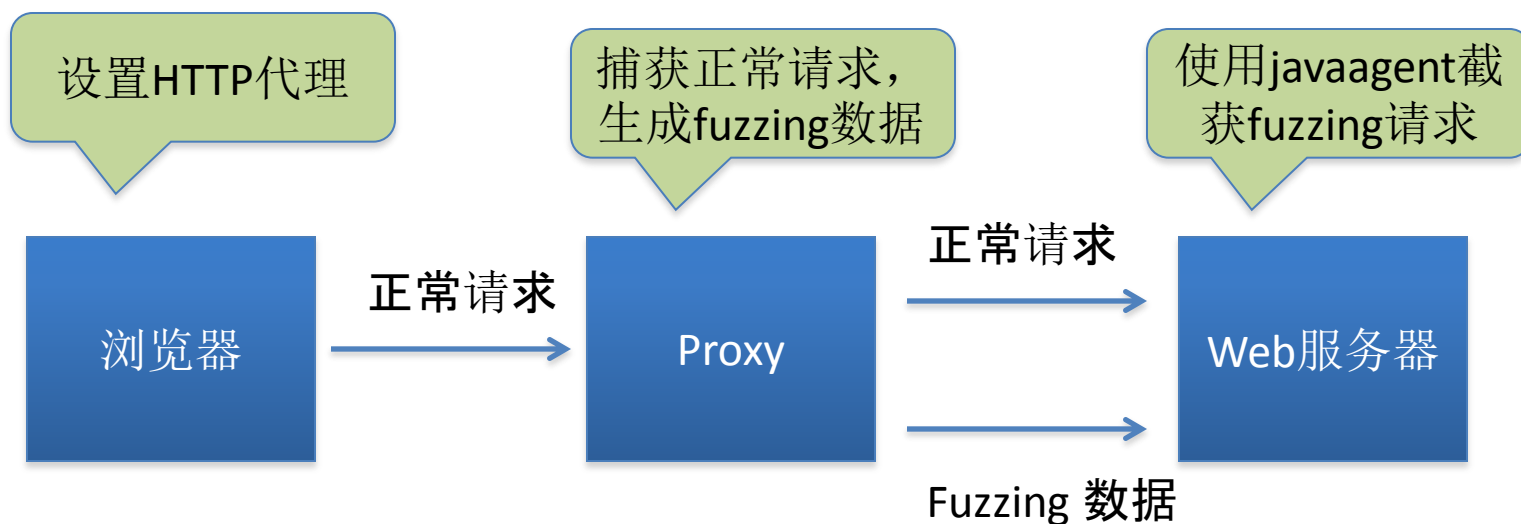 设置HTTP代理
捕获正常请求，
生成fuzzing数据
使用javaagent截
获fuzzing请求
正常请求
正常请求
浏览器
Proxy
Web服务器
Fuzzing 数据